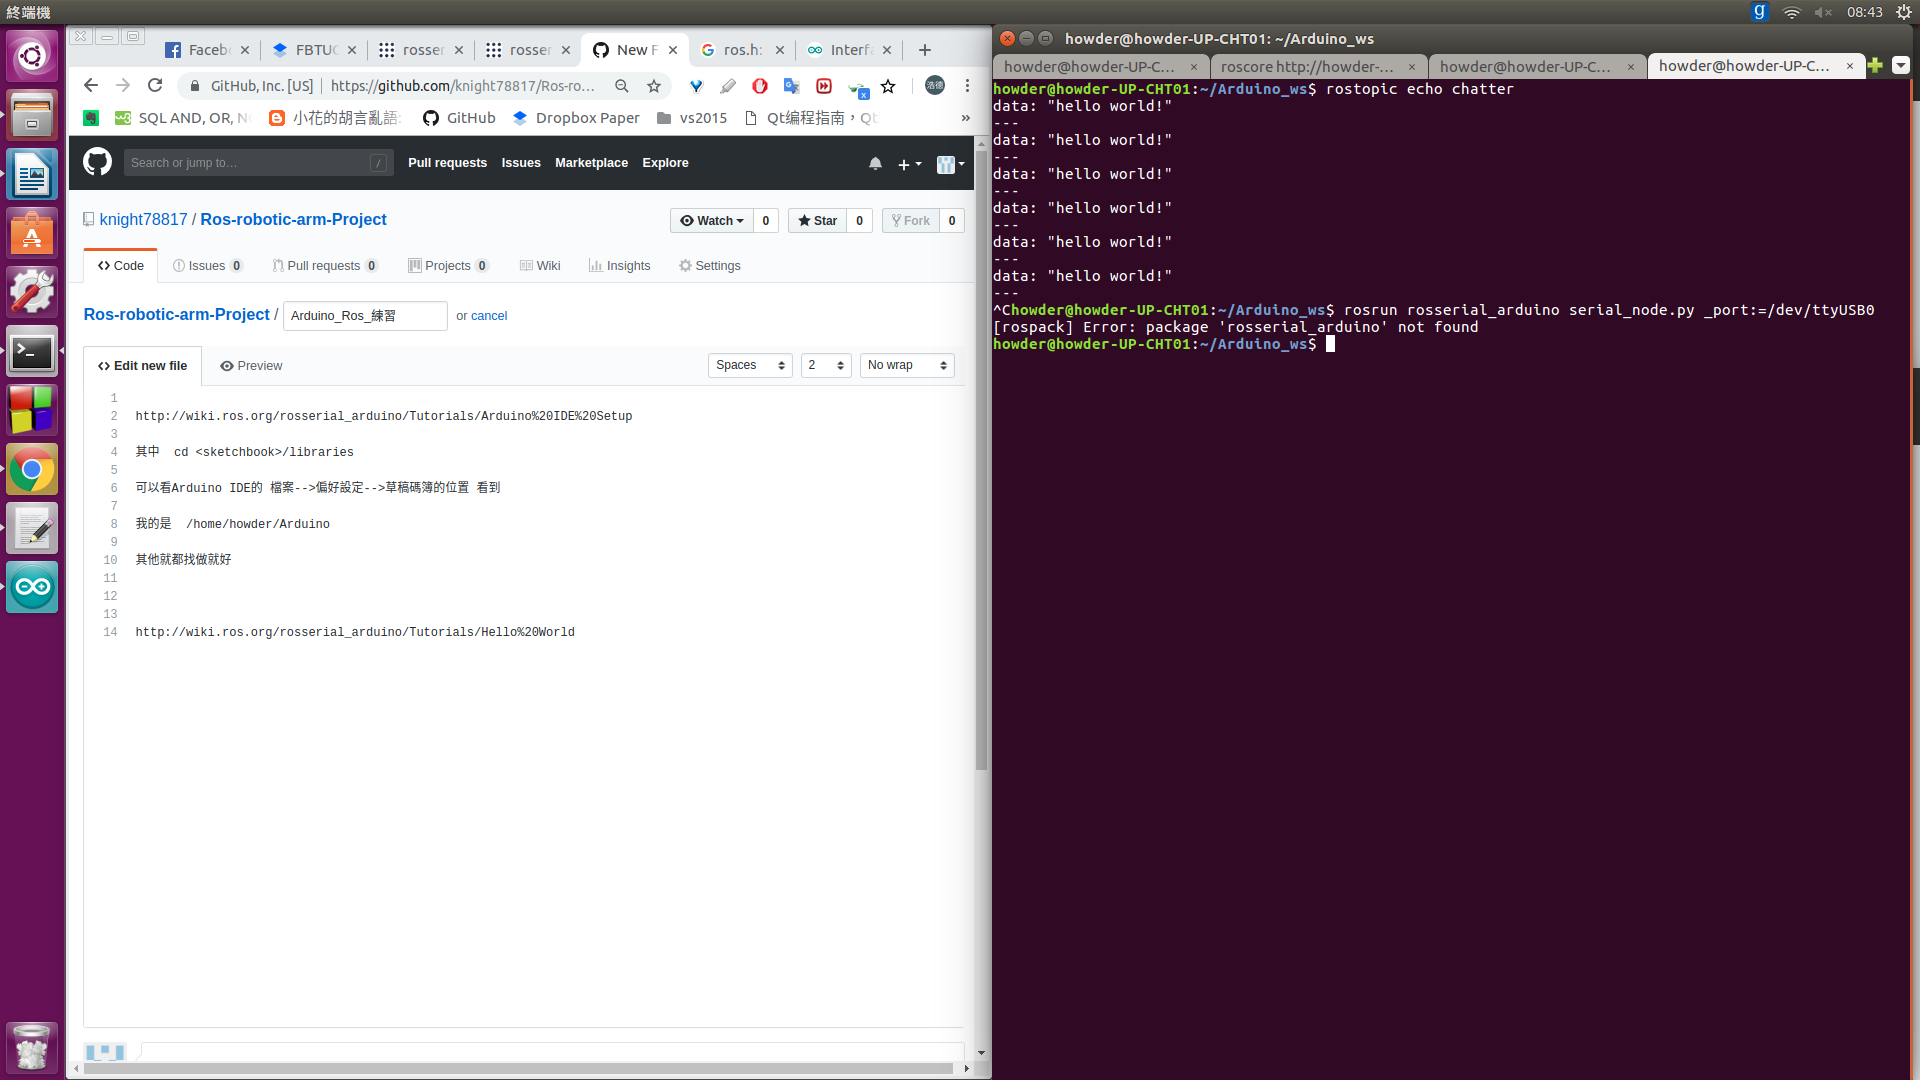 終端機
08:43
Faceb
FBTUC
rosser
rosser
New F
ros.h:
Interfa
GitHub, Inc. [US]
https://github.com/knight78817/Ros-ro...
浩德
SQL AND, OR, N
小花的胡言亂語:
GitHub
Dropbox Paper
vs2015
Qt编程指南，Qt
»
Search or jump to…
/
Pull requests
Issues
Marketplace
Explore
knight78817 / Ros-robotic-arm-Project
Watch 0
Star 0
Fork 0
Code
Issues 0
Pull requests 0
Projects 0
Wiki
Insights
Settings
Ros-robotic-arm-Project / Arduino_Ros_練習 or cancel
Edit new file
Preview
Spaces
2
No wrap
1
2 http://wiki.ros.org/rosserial_arduino/Tutorials/Arduino%20IDE%20Setup
3
4 其中  cd <sketchbook>/libraries
5
6 可以看Arduino IDE的 檔案-->偏好設定-->草稿碼簿的位置 看到
7
8 我的是  /home/howder/Arduino
9
10 其他就都找做就好
11
12
13
14 http://wiki.ros.org/rosserial_arduino/Tutorials/Hello%20World
howder@howder-UP-CHT01: ~/Arduino_ws
howder@howder-UP-C...
roscore http://howder-...
howder@howder-UP-C...
howder@howder-UP-C...
howder@howder-UP-CHT01:~/Arduino_ws$ rostopic echo chatter
data: "hello world!"
---
data: "hello world!"
---
data: "hello world!"
---
data: "hello world!"
---
data: "hello world!"
---
data: "hello world!"
---
^Chowder@howder-UP-CHT01:~/Arduino_ws$ rosrun rosserial_arduino serial_node.py _port:=/dev/ttyUSB0
[rospack] Error: package 'rosserial_arduino' not found
howder@howder-UP-CHT01:~/Arduino_ws$